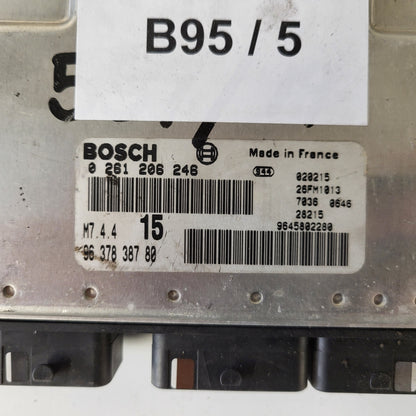 B95 / 5
BOSCH
Made in France
0 261 206 246
020215
26FM1013
7036 0646
28215
9645802280
M7.4.4
15
96 378 387 80